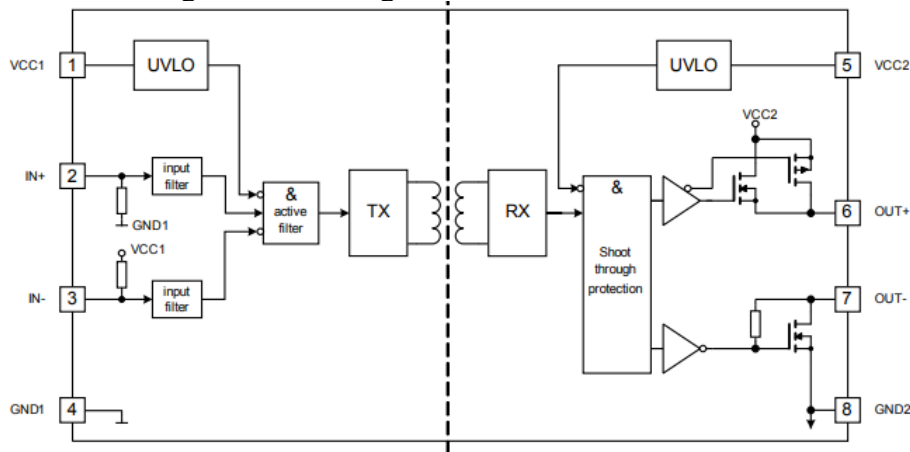 VCC1 1 UVLO
UVLO 5 VCC2
VCC2
IN+ 2 input
filter
GND1
&
active
filter
TX
RX
&
Shoot
through
protection
6 OUT+
VCC1
IN- 3 input
filter
7 OUT-
GND1 4
8 GND2